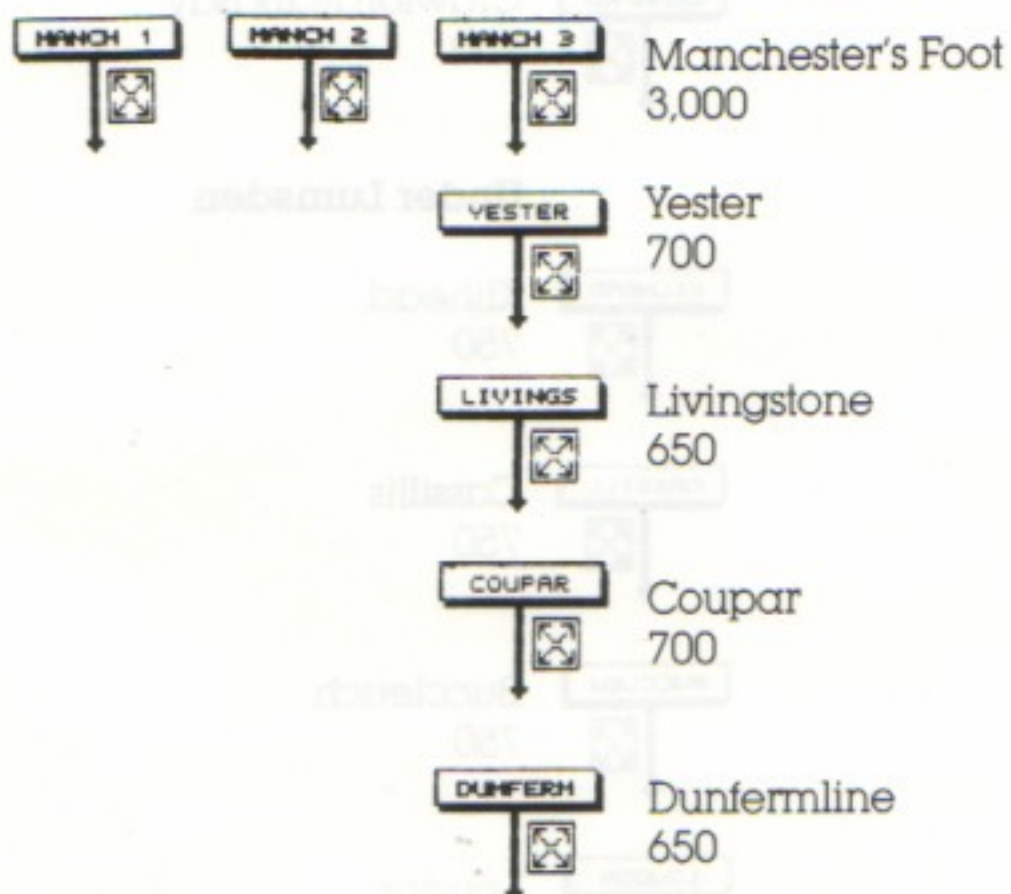 MANCH 1 MANCH 2 MANCH 3 Manchester's Foot
3,000
YESTER Yester
700
LIVINGS Livingstone
650
COUPAR Coupar
700
DUMFERM Dunfermline
650